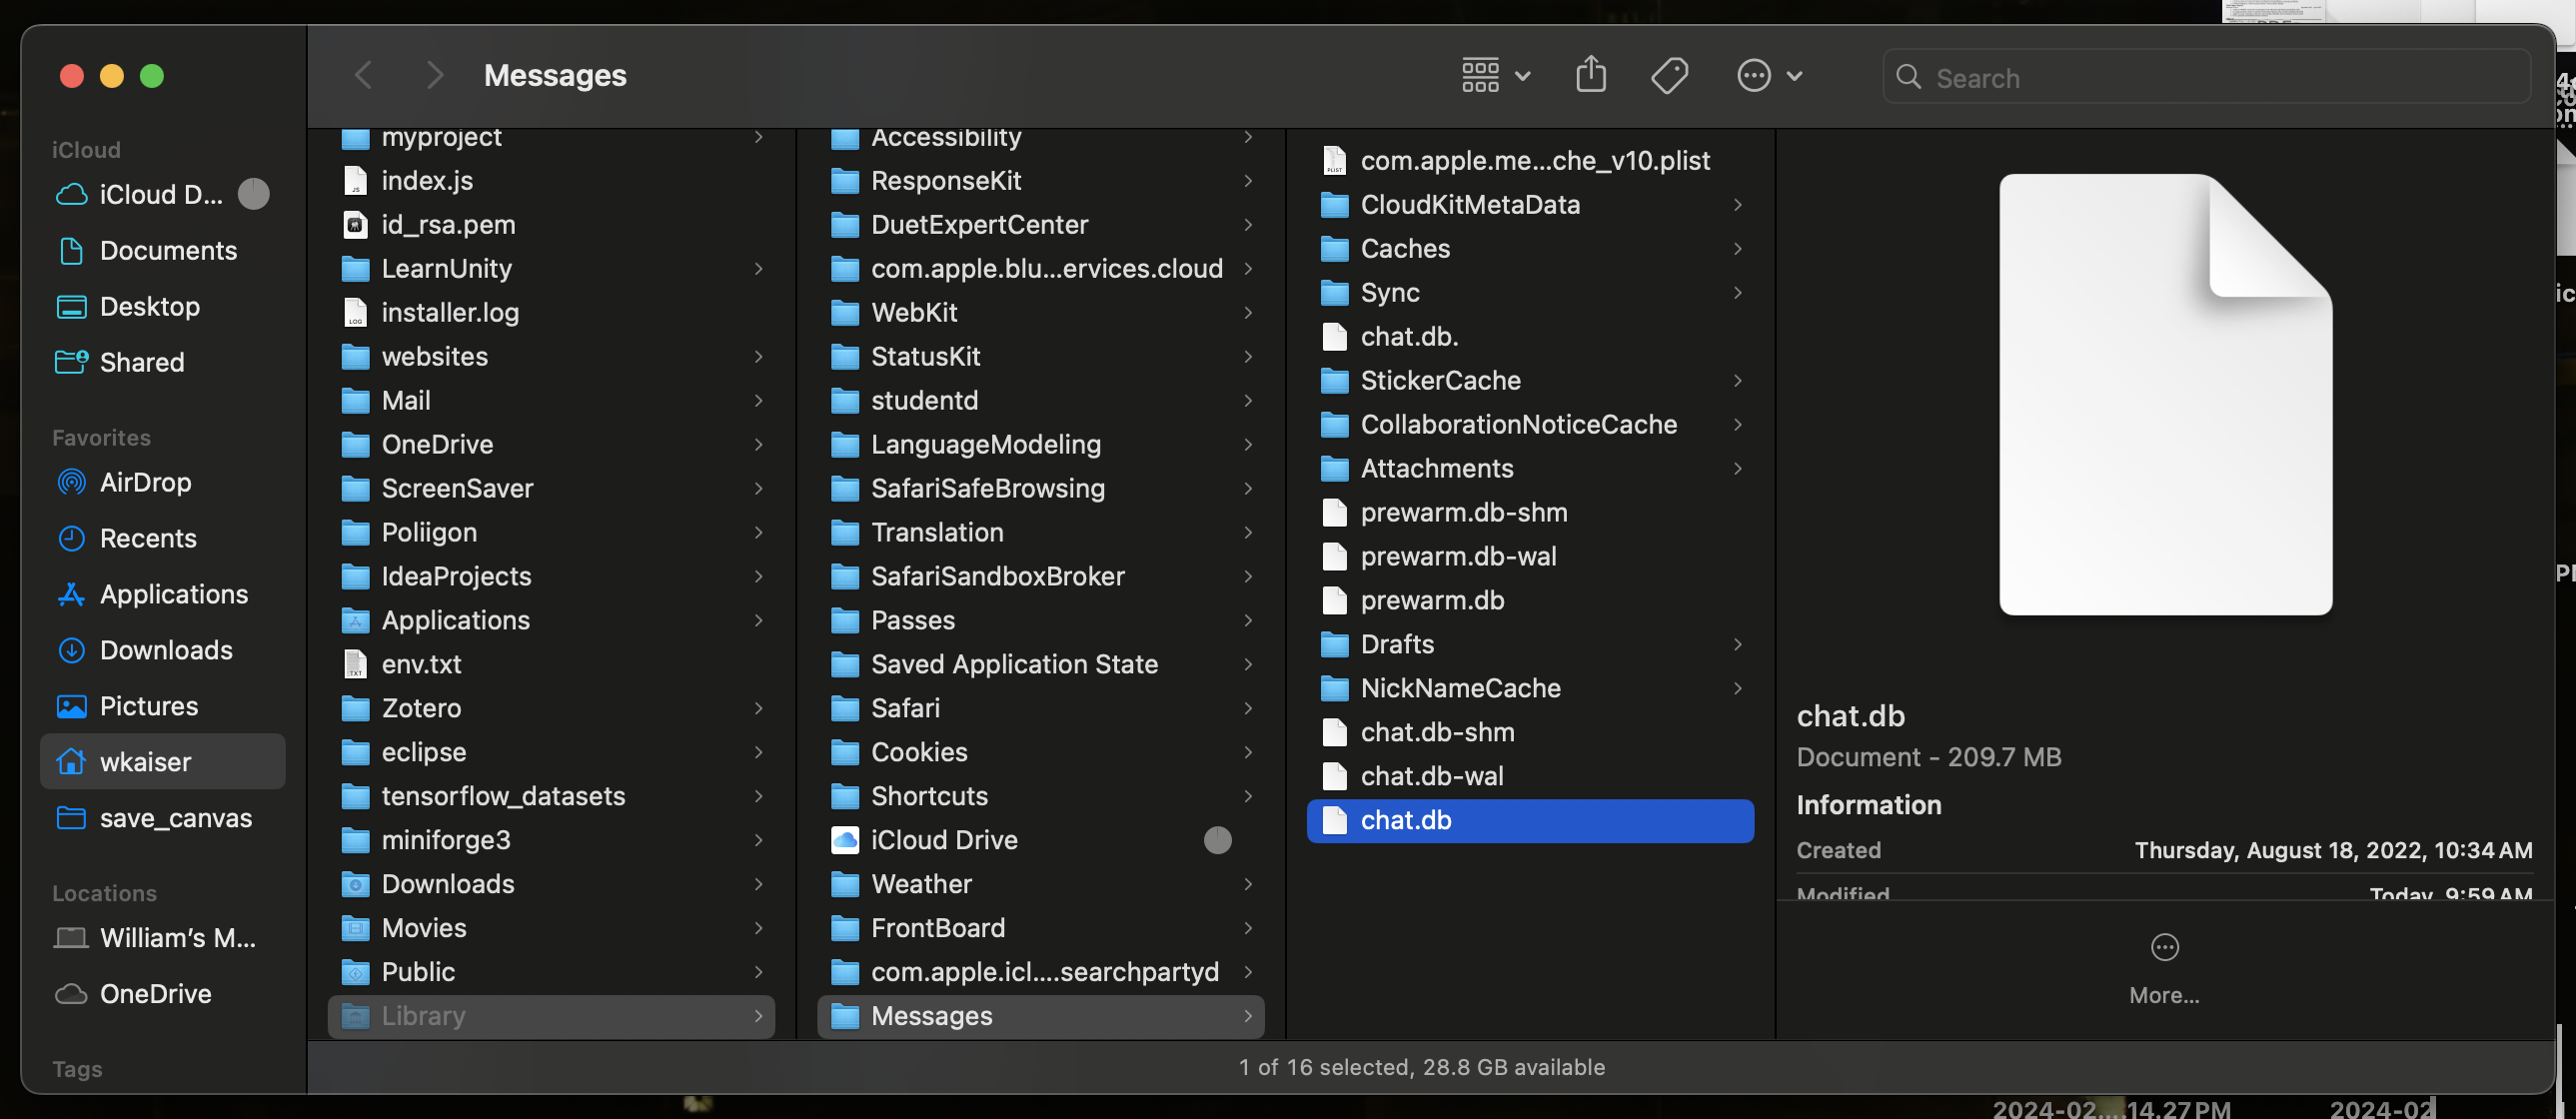 Messages
Search
iCloud
iCloud D...
Documents
Desktop
Shared
Favorites
AirDrop
Recents
Applications
Downloads
Pictures
wkaiser
save_canvas
Locations
William's M...
OneDrive
Tags
myproject
index.js
id_rsa.pem
LearnUnity
installer.log
websites
Mail
OneDrive
ScreenSaver
Poliigon
IdeaProjects
Applications
env.txt
Zotero
eclipse
tensorflow_datasets
miniforge3
Downloads
Movies
Public
Library
Accessibility
ResponseKit
DuetExpertCenter
com.apple.blu...ervices.cloud
WebKit
StatusKit
studentd
LanguageModeling
SafariSafeBrowsing
Translation
SafariSandboxBroker
Passes
Saved Application State
Safari
Cookies
Shortcuts
iCloud Drive
Weather
FrontBoard
com.apple.icl....searchpartyd
Messages
com.apple.me...che_v10.plist
CloudKitMetaData
Caches
Sync
chat.db.
StickerCache
CollaborationNoticeCache
Attachments
prewarm.db-shm
prewarm.db-wal
prewarm.db
Drafts
NickNameCache
chat.db-shm
chat.db-wal
chat.db
chat.db
Document - 209.7 MB
Information
Created Thursday, August 18, 2022, 10:34 AM
Modified Today, 9:59 AM
More...
1 of 16 selected, 28.8 GB available
2024-02....14.27 PM
2024-02